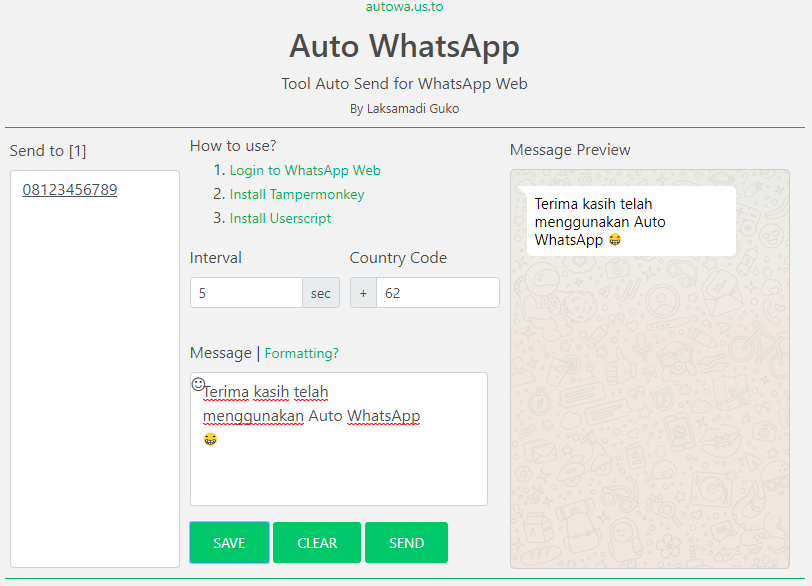 autowa.us.to
Auto WhatsApp
Tool Auto Send for WhatsApp Web
By Laksamadi Guko
Send to [1]
08123456789
How to use?
1. Login to WhatsApp Web
2. Install Tampermonkey
3. Install Userscript
Interval
5 sec
Country Code
+ 62
Message | Formatting?
Terima kasih telah
menggunakan Auto WhatsApp
😁
SAVE CLEAR SEND
Message Preview
Terima kasih telah
menggunakan Auto
WhatsApp 😁